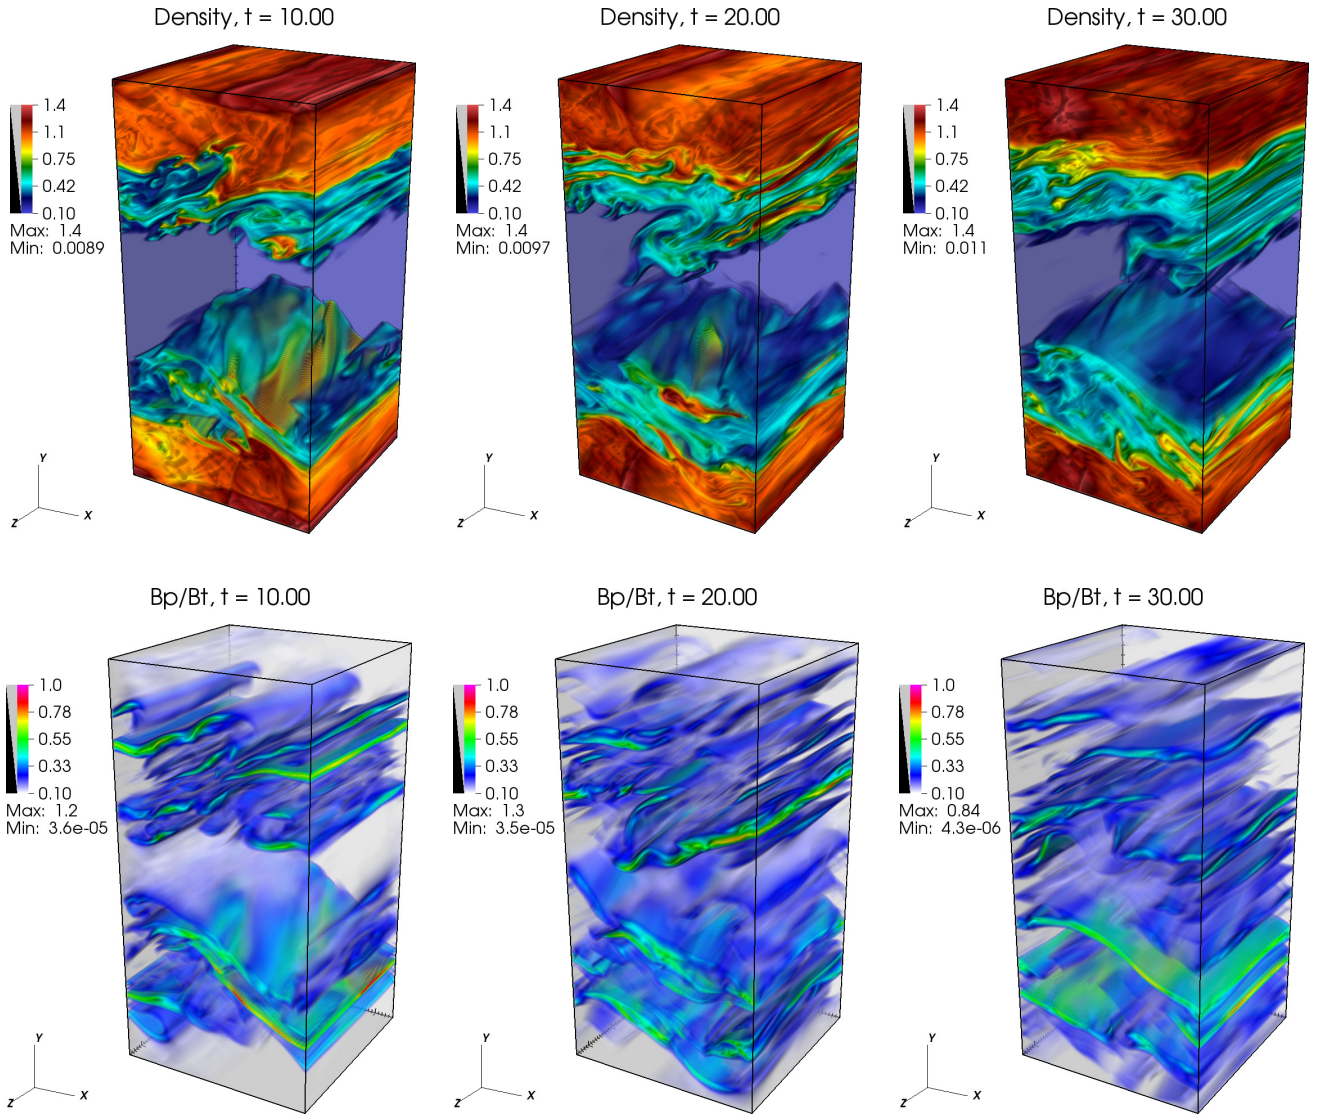 Density, t = 10.00
1.4
1.1
0.75
0.42
0.10
Max: 1.4
Min: 0.0089
Y
X
Z
Density, t = 20.00
1.4
1.1
0.75
0.42
0.10
Max: 1.4
Min: 0.0097
Y
X
Z
Density, t = 30.00
1.4
1.1
0.75
0.42
0.10
Max: 1.4
Min: 0.011
Y
X
Z
Bp/Bt, t = 10.00
1.0
0.78
0.55
0.33
0.10
Max: 1.2
Min: 3.6e-05
Y
X
Z
Bp/Bt, t = 20.00
1.0
0.78
0.55
0.33
0.10
Max: 1.3
Min: 3.5e-05
Y
X
Z
Bp/Bt, t = 30.00
1.0
0.78
0.55
0.33
0.10
Max: 0.84
Min: 4.3e-06
Y
X
Z